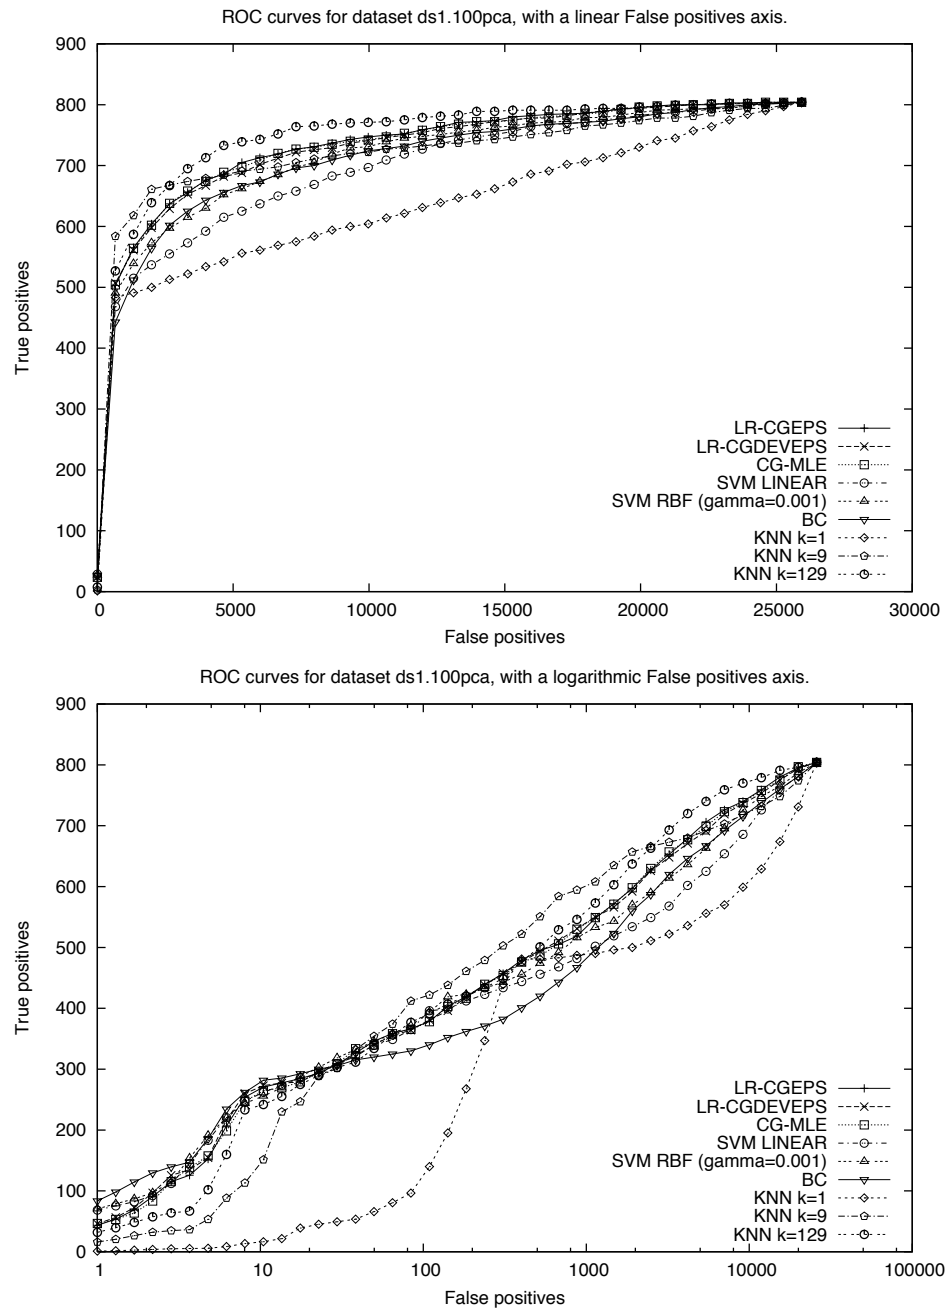 ROC curves for dataset ds1.100pca, with a linear False positives axis.
900
800
700
600
500
400
300
200
100
0
True positives
LR-CGEPS
LR-CGDEVEPS
CG-MLE
SVM LINEAR
SVM RBF (gamma=0.001)
BC
KNN k=1
KNN k=9
KNN k=129
0 5000 10000 15000 20000 25000 30000
False positives
ROC curves for dataset ds1.100pca, with a logarithmic False positives axis.
900
800
700
600
500
400
300
200
100
0
True positives
LR-CGEPS
LR-CGDEVEPS
CG-MLE
SVM LINEAR
SVM RBF (gamma=0.001)
BC
KNN k=1
KNN k=9
KNN k=129
1 10 100 1000 10000 100000
False positives